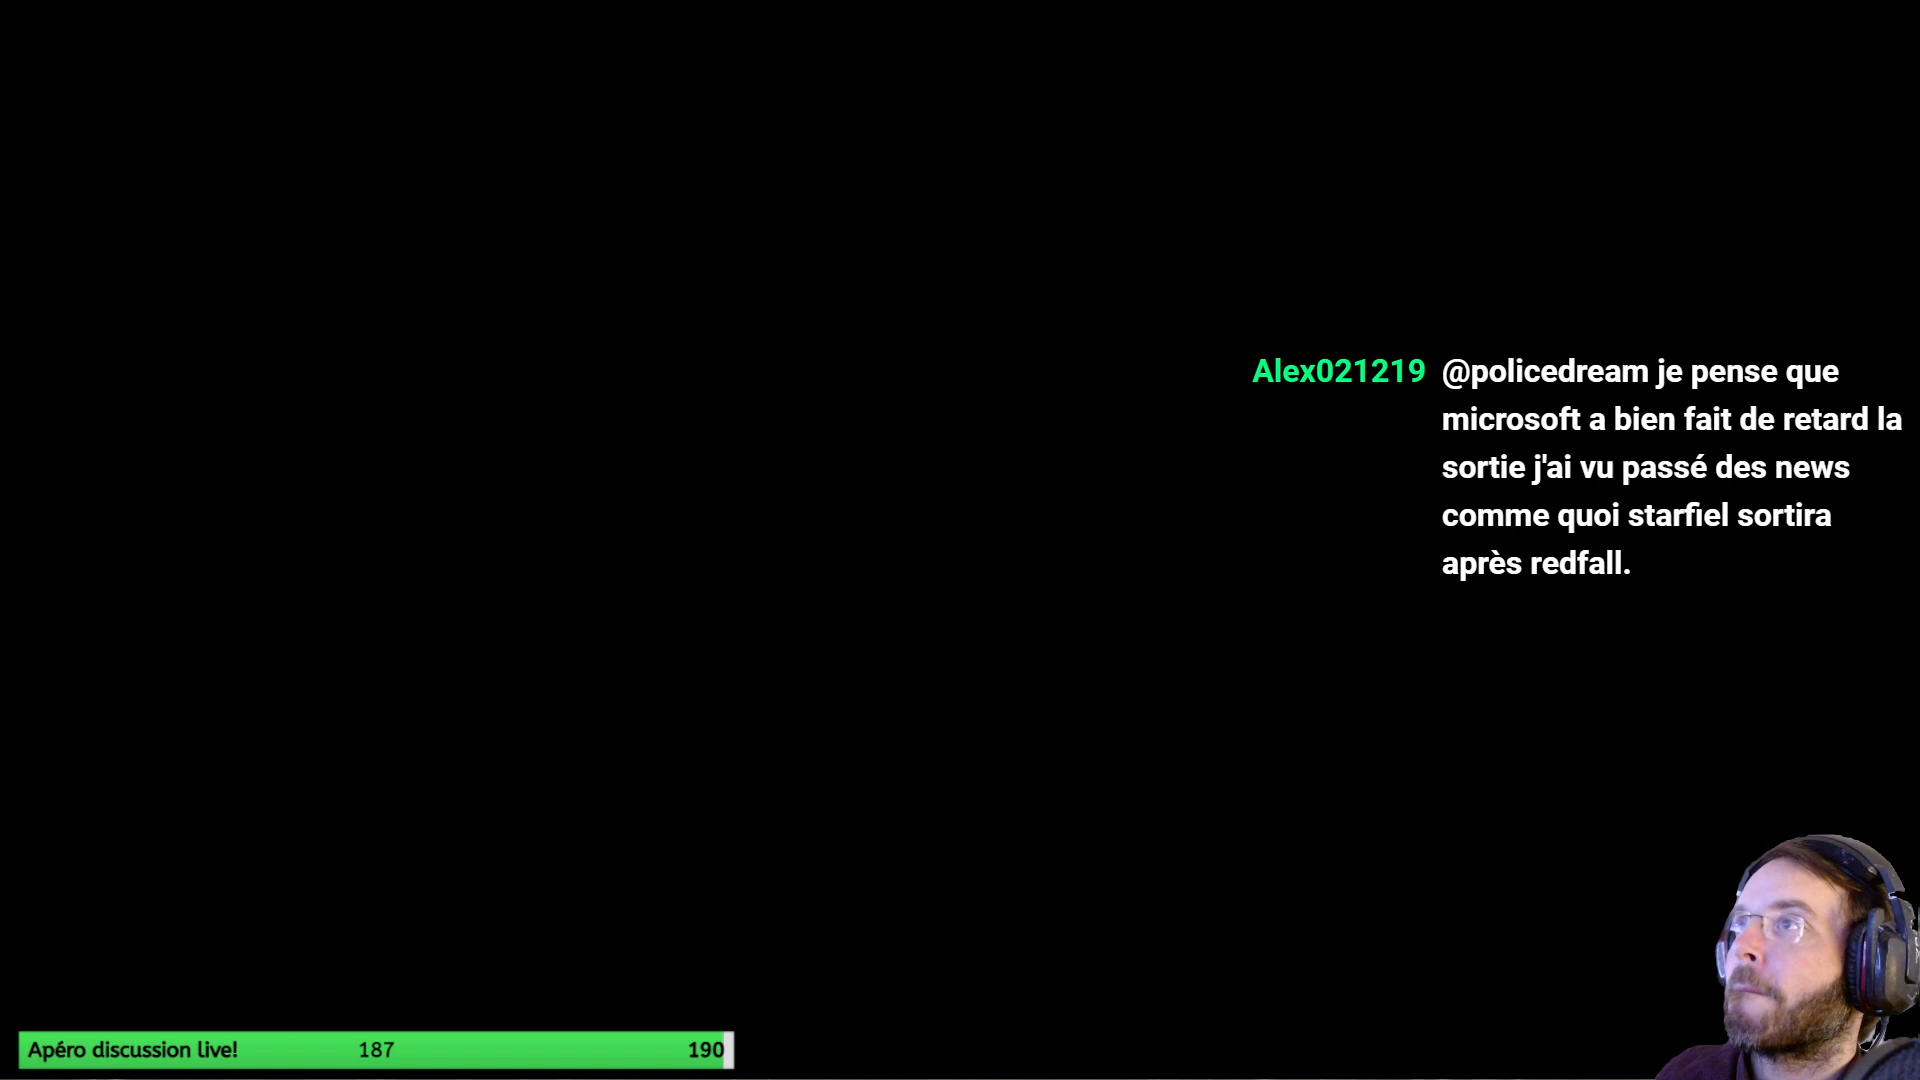 Alex021219 @policedream je pense que
microsoft a bien fait de retard la
sortie j'ai vu passé des news
comme quoi starfiel sortira
après redfall.
Apéro discussion live! 187 190